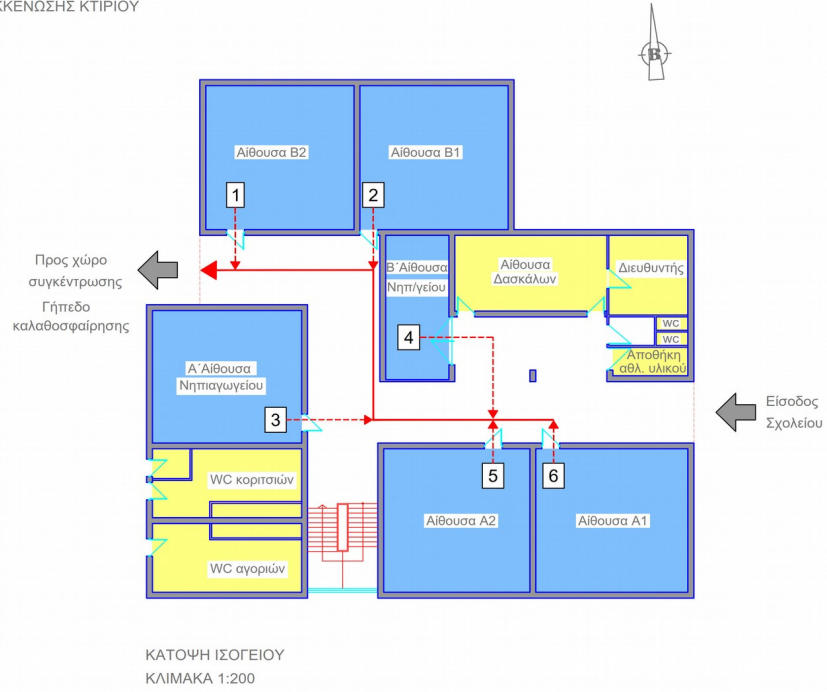 ΚΚΕΝΩΣΗΣ ΚΤΙΡΙΟΥ
Β
Αίθουσα Β2
Αίθουσα Β1
1
2
Προς χώρο
συγκέντρωσης
Γήπεδο
καλαθοσφαίρησης
Β΄Αίθουσα
Νηπ/γείου
Αίθουσα
Δασκάλων
Διευθυντής
WC
WC
Αποθήκη
αθλ. υλικού
4
Α΄Αίθουσα
Νηπιαγωγείου
3
Είσοδος
Σχολείου
5
6
WC κοριτσιών
Αίθουσα Α2
Αίθουσα Α1
WC αγοριών
ΚΑΤΟΨΗ ΙΣΟΓΕΙΟΥ
ΚΛΙΜΑΚΑ 1:200